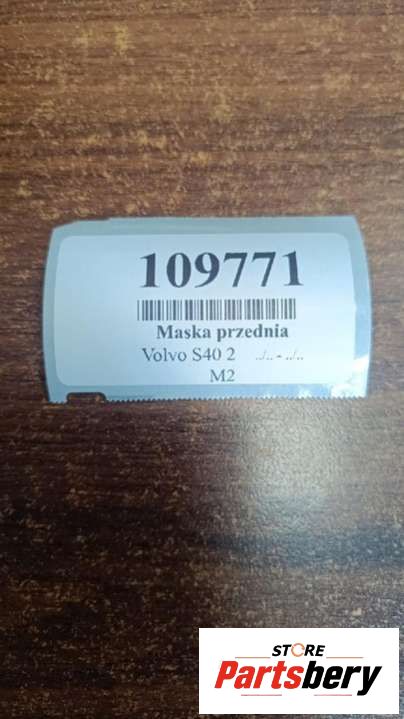 109771
Maska przednia
Volvo S40 2 ../.. - ../..
M2
STORE
Partsbery